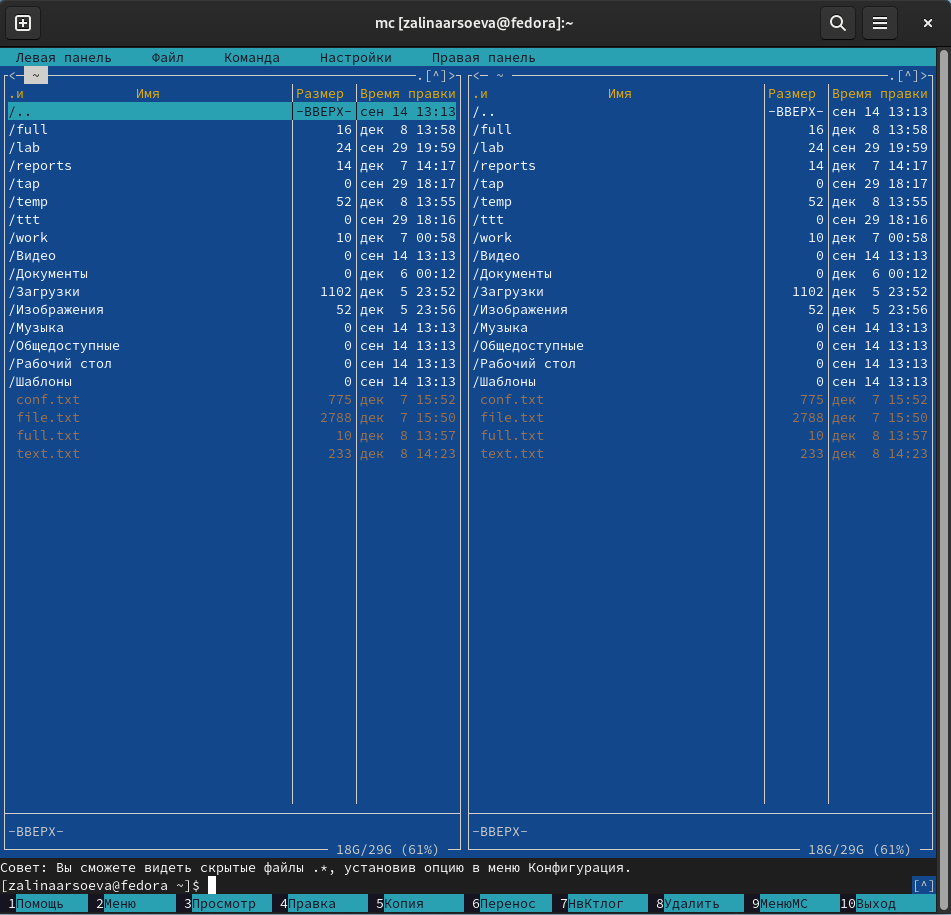 mc [zalinaarsoeva@fedora]:~
Левая панель Файл Команда Настройки Правая панель
<─ ~ .[^]> <─ ~ .[^]>
.и Имя Размер Время правки .и Имя Размер Время правки
/.. -ВВЕРХ- сен 14 13:13 /.. -ВВЕРХ- сен 14 13:13
/full 16 дек 8 13:58 /full 16 дек 8 13:58
/lab 24 сен 29 19:59 /lab 24 сен 29 19:59
/reports 14 дек 7 14:17 /reports 14 дек 7 14:17
/tap 0 сен 29 18:17 /tap 0 сен 29 18:17
/temp 52 дек 8 13:55 /temp 52 дек 8 13:55
/ttt 0 сен 29 18:16 /ttt 0 сен 29 18:16
/work 10 дек 7 00:58 /work 10 дек 7 00:58
/Видео 0 сен 14 13:13 /Видео 0 сен 14 13:13
/Документы 0 дек 6 00:12 /Документы 0 дек 6 00:12
/Загрузки 1102 дек 5 23:52 /Загрузки 1102 дек 5 23:52
/Изображения 52 дек 5 23:56 /Изображения 52 дек 5 23:56
/Музыка 0 сен 14 13:13 /Музыка 0 сен 14 13:13
/Общедоступные 0 сен 14 13:13 /Общедоступные 0 сен 14 13:13
/Рабочий стол 0 сен 14 13:13 /Рабочий стол 0 сен 14 13:13
/Шаблоны 0 сен 14 13:13 /Шаблоны 0 сен 14 13:13
conf.txt 775 дек 7 15:52 conf.txt 775 дек 7 15:52
file.txt 2788 дек 7 15:50 file.txt 2788 дек 7 15:50
full.txt 10 дек 8 13:57 full.txt 10 дек 8 13:57
text.txt 233 дек 8 14:23 text.txt 233 дек 8 14:23
-ВВЕРХ- -ВВЕРХ-
18G/29G (61%) 18G/29G (61%)
Совет: Вы сможете видеть скрытые файлы .*, установив опцию в меню Конфигурация.
[zalinaarsoeva@fedora ~]$ [^]
1Помощь 2Меню 3Просмотр 4Правка 5Копия 6Перенос 7НвКтлог 8Удалить 9МенюMC 10Выход